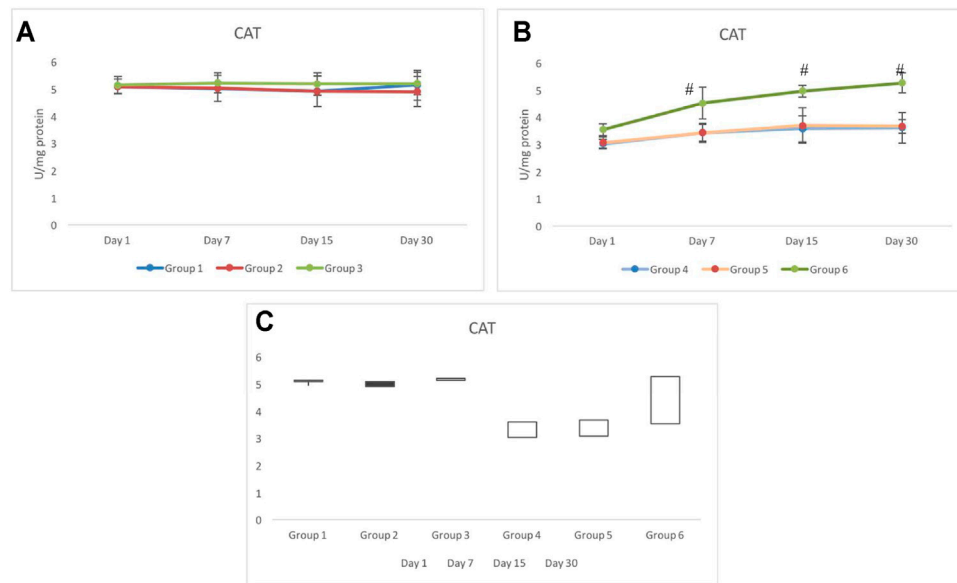 A
CAT
U/mg protein
6
5
4
3
2
1
0
Day 1 Day 7 Day 15 Day 30
Group 1 Group 2 Group 3
B
CAT
U/mg protein
# # #
6
5
4
3
2
1
0
Day 1 Day 7 Day 15 Day 30
Group 4 Group 5 Group 6
C
CAT
6
5
4
3
2
1
0
Group 1 Group 2 Group 3 Group 4 Group 5 Group 6
Day 1 Day 7 Day 15 Day 30